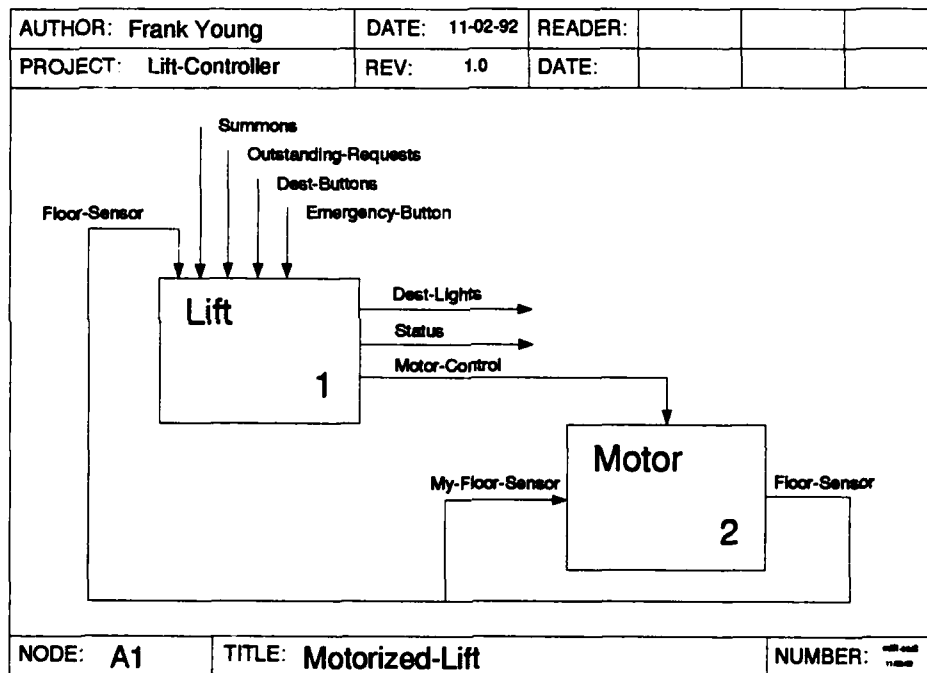 AUTHOR: Frank Young DATE: 11-02-92 READER:
PROJECT: Lift-Controller REV: 1.0 DATE:
Summons
Outstanding-Requests
Dest-Buttons
Floor-Sensor Emergency-Button
Lift
1
Dest-Lights
Status
Motor-Control
Motor
2
My-Floor-Sensor Floor-Sensor
NODE: A1 TITLE: Motorized-Lift NUMBER: